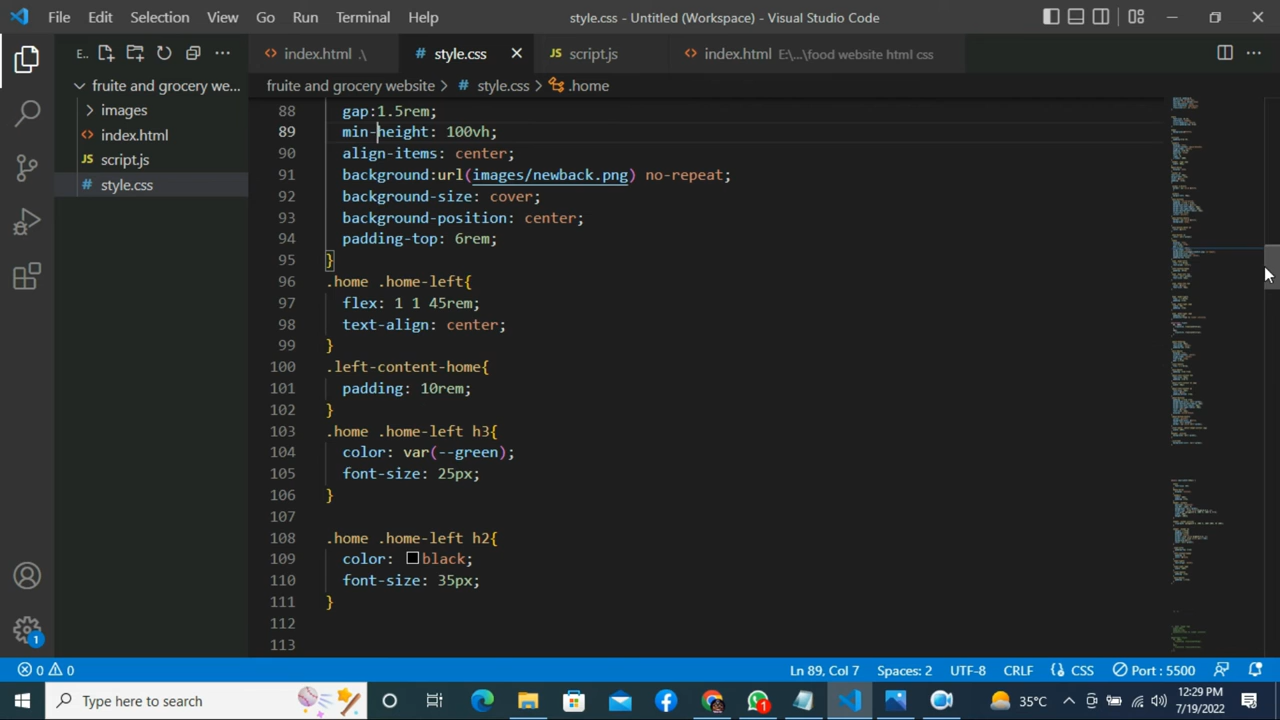 File Edit Selection View Go Run Terminal Help style.css - Untitled (Workspace) - Visual Studio Code
E.. ... index.html .\ # style.css script.js index.html E:\...\food website html css ...
fruite and grocery we...
images
index.html
JS script.js
# style.css
fruite and grocery website > # style.css > .home
88 gap:1.5rem;
89 min-height: 100vh;
90 align-items: center;
91 background:url(images/newback.png) no-repeat;
92 background-size: cover;
93 background-position: center;
94 padding-top: 6rem;
95 }
96 .home .home-left{
97 flex: 1 1 45rem;
98 text-align: center;
99 }
100 .left-content-home{
101 padding: 10rem;
102 }
103 .home .home-left h3{
104 color: var(--green);
105 font-size: 25px;
106 }
107
108 .home .home-left h2{
109 color: black;
110 font-size: 35px;
111 }
112
113
1
0 0 Ln 89, Col 7 Spaces: 2 UTF-8 CRLF CSS Port : 5500
Type here to search 1 35°C 12:29 PM
7/19/2022